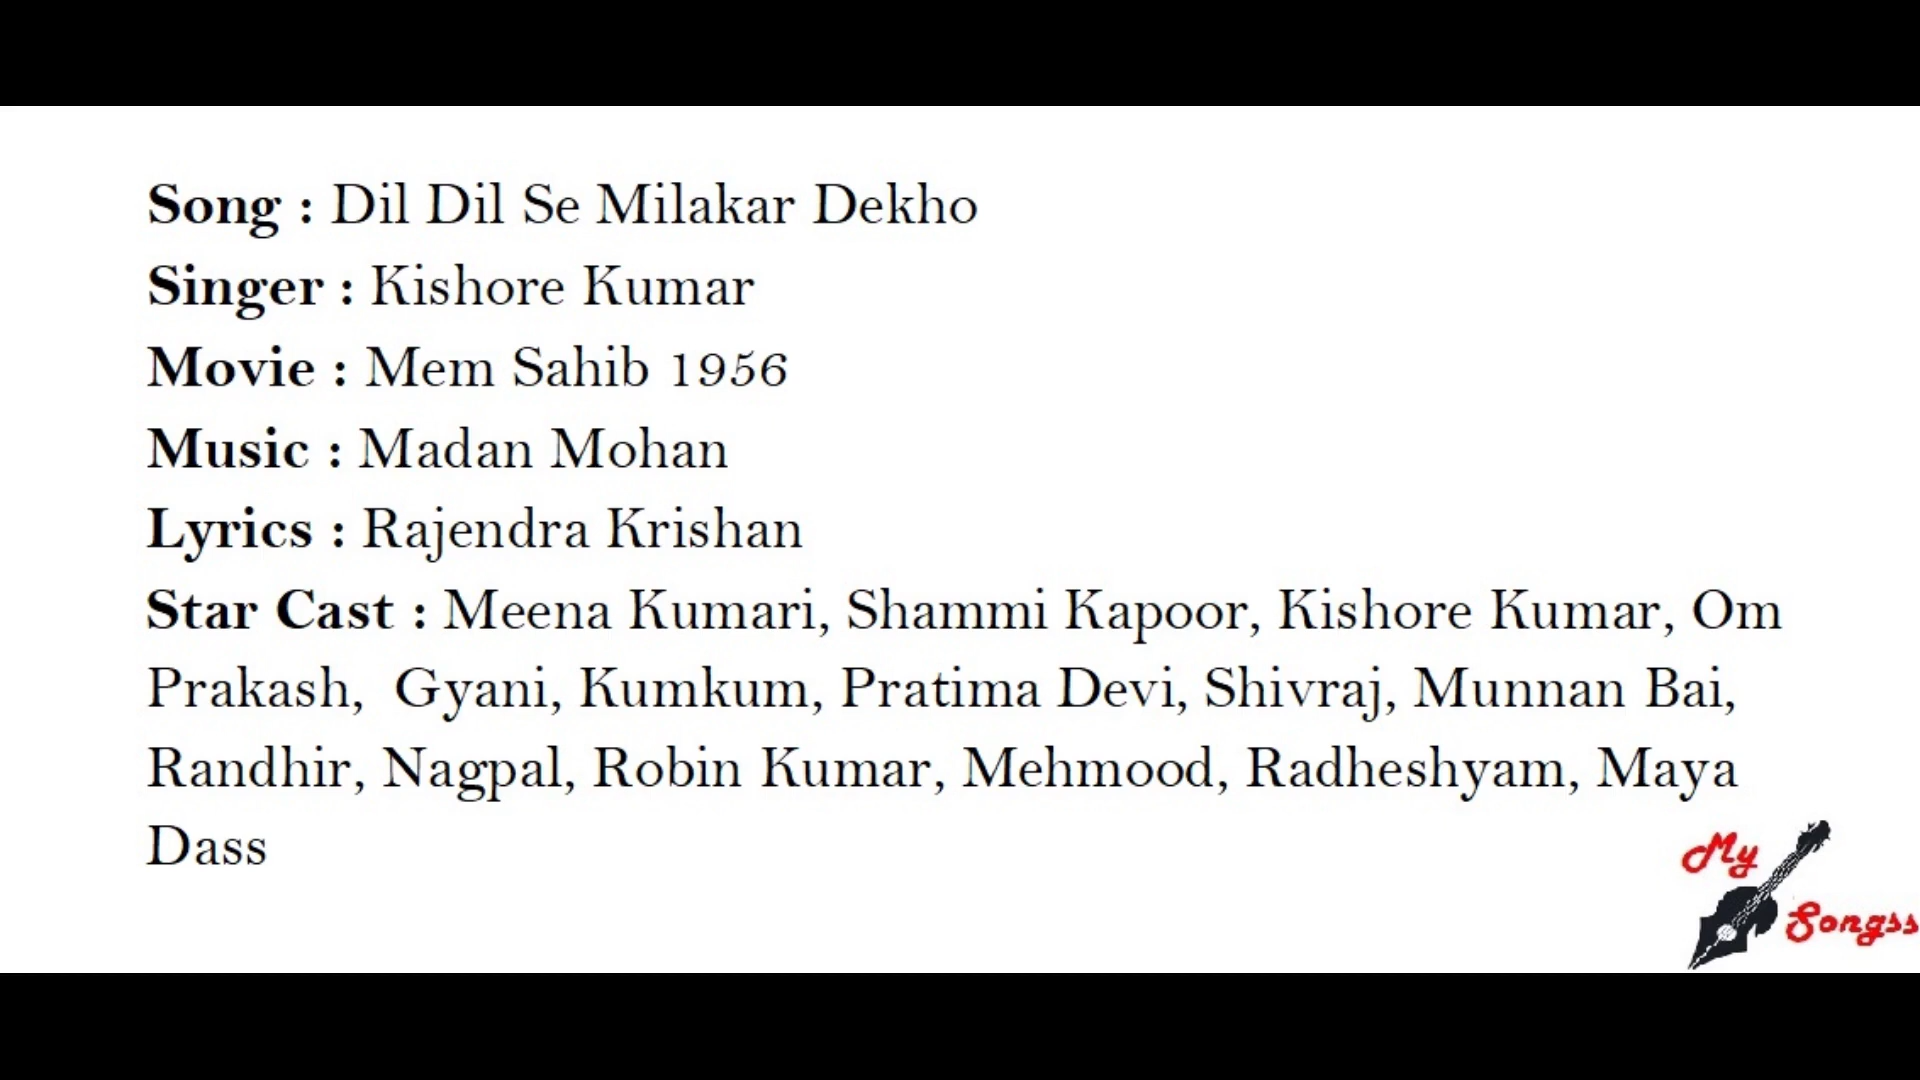 Song : Dil Dil Se Milakar Dekho
Singer : Kishore Kumar
Movie : Mem Sahib 1956
Music : Madan Mohan
Lyrics : Rajendra Krishan
Star Cast : Meena Kumari, Shammi Kapoor, Kishore Kumar, Om
Prakash,  Gyani, Kumkum, Pratima Devi, Shivraj, Munnan Bai,
Randhir, Nagpal, Robin Kumar, Mehmood, Radheshyam, Maya
Dass
My
Songss